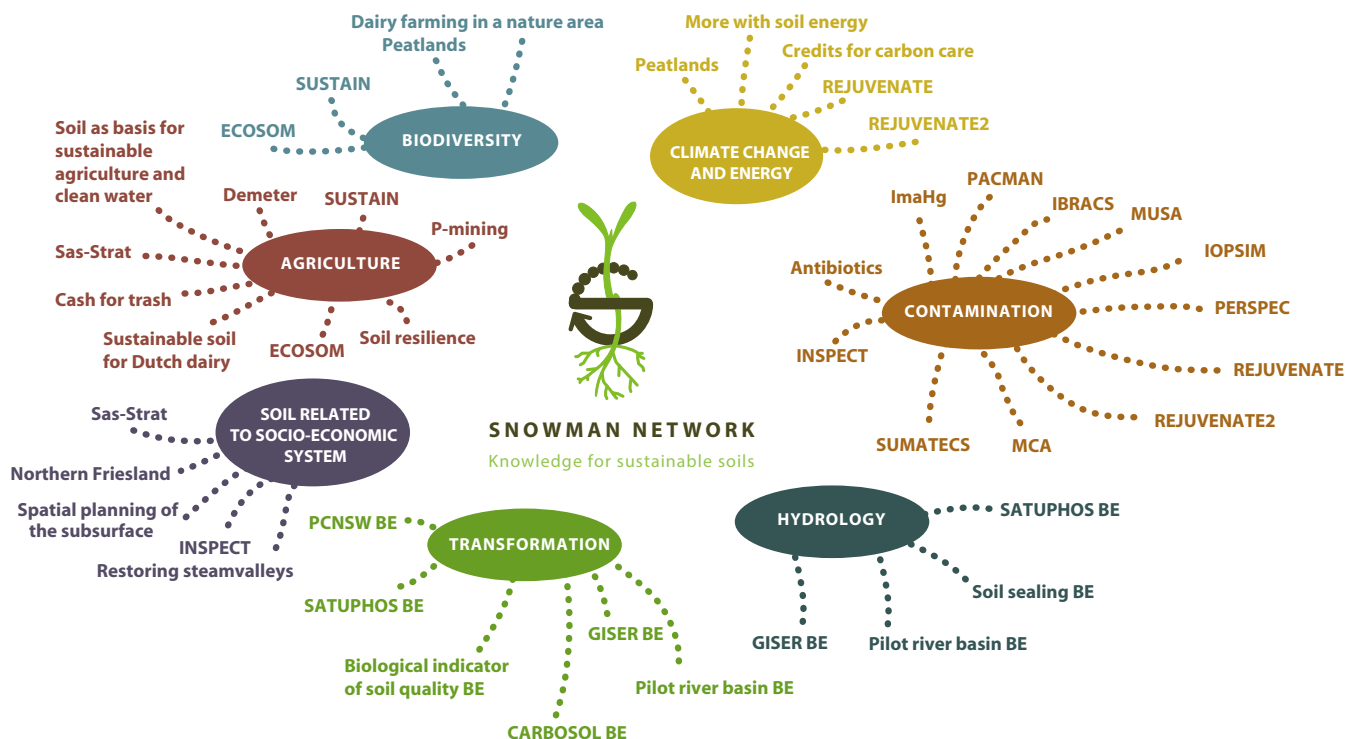 Dairy farming in a nature area
Peatlands
SUSTAIN
ECOSOM
BIODIVERSITY
More with soil energy
Credits for carbon care
Peatlands
REJUVENATE
REJUVENATE2
CLIMATE CHANGE
AND ENERGY
Soil as basis for
sustainable
agriculture and
clean water
Demeter
SUSTAIN
P-mining
Sas-Strat
AGRICULTURE
Cash for trash
Sustainable soil
for Dutch dairy
ECOSOM
Soil resilience
PACMAN
ImaHg
IBRACS
MUSA
IOPSIM
Antibiotics
CONTAMINATION
PERSPEC
INSPECT
REJUVENATE
REJUVENATE2
SUMATECS
MCA
SNOWMAN NETWORK
Knowledge for sustainable soils
SOIL RELATED
TO SOCIO-ECONOMIC
SYSTEM
Sas-Strat
Northern Friesland
Spatial planning of
the subsurface
INSPECT
Restoring steamvalleys
PCNSW BE
TRANSFORMATION
SATUPHOS BE
GISER BE
Biological indicator
of soil quality BE
Pilot river basin BE
CARBOSOL BE
HYDROLOGY
SATUPHOS BE
Soil sealing BE
GISER BE
Pilot river basin BE